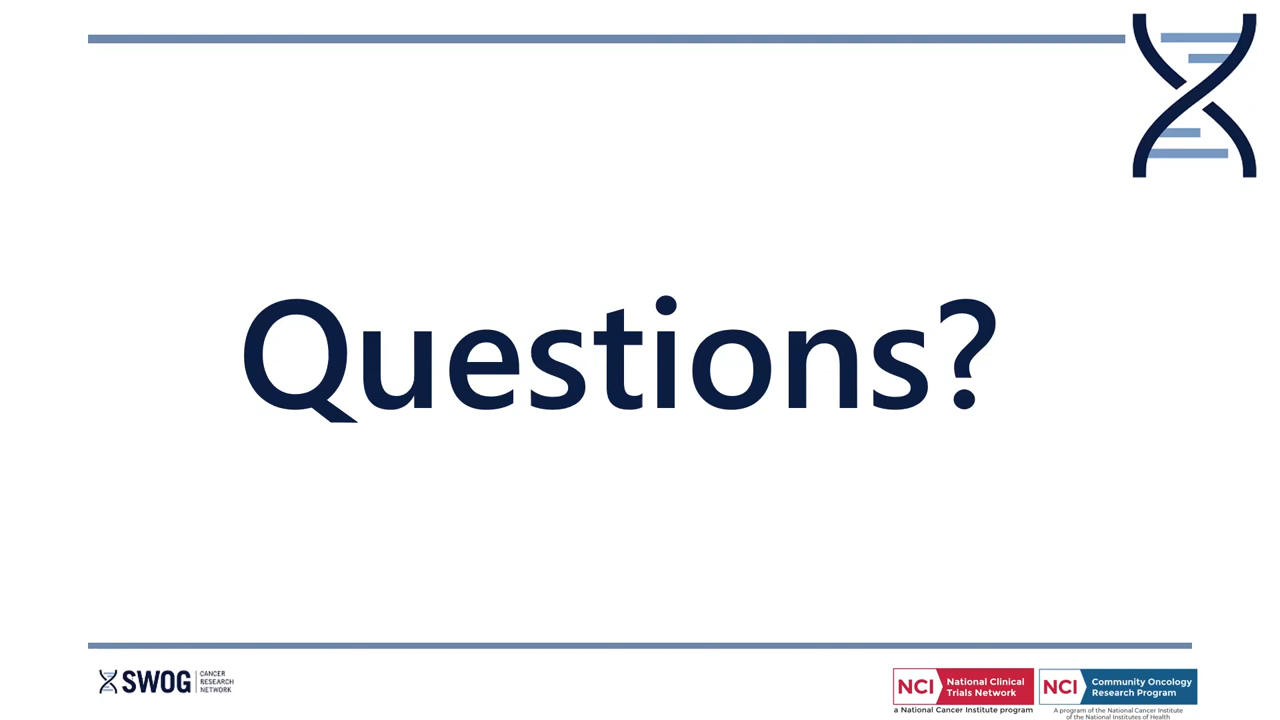 Questions?
SWOG
CANCER
RESEARCH
NETWORK
NCI
National Clinical
Trials Network
a National Cancer Institute program
NCI
Community Oncology
Research Program
A program of the National Cancer Institute
of the National Institutes of Health